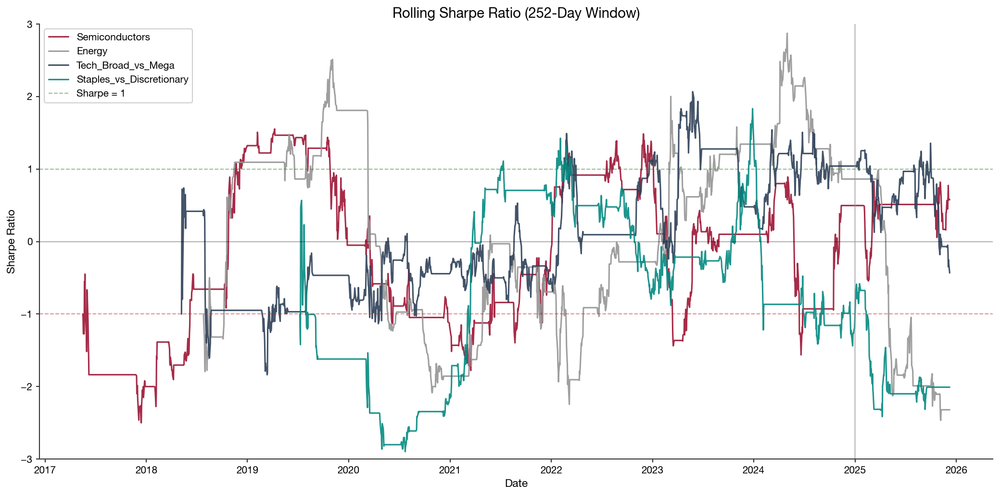 Rolling Sharpe Ratio (252-Day Window)
Semiconductors
Energy
Tech_Broad_vs_Mega
Staples_vs_Discretionary
Sharpe = 1
Sharpe Ratio
3
2
1
0
−1
−2
−3
2017 2018 2019 2020 2021 2022 2023 2024 2025 2026
Date